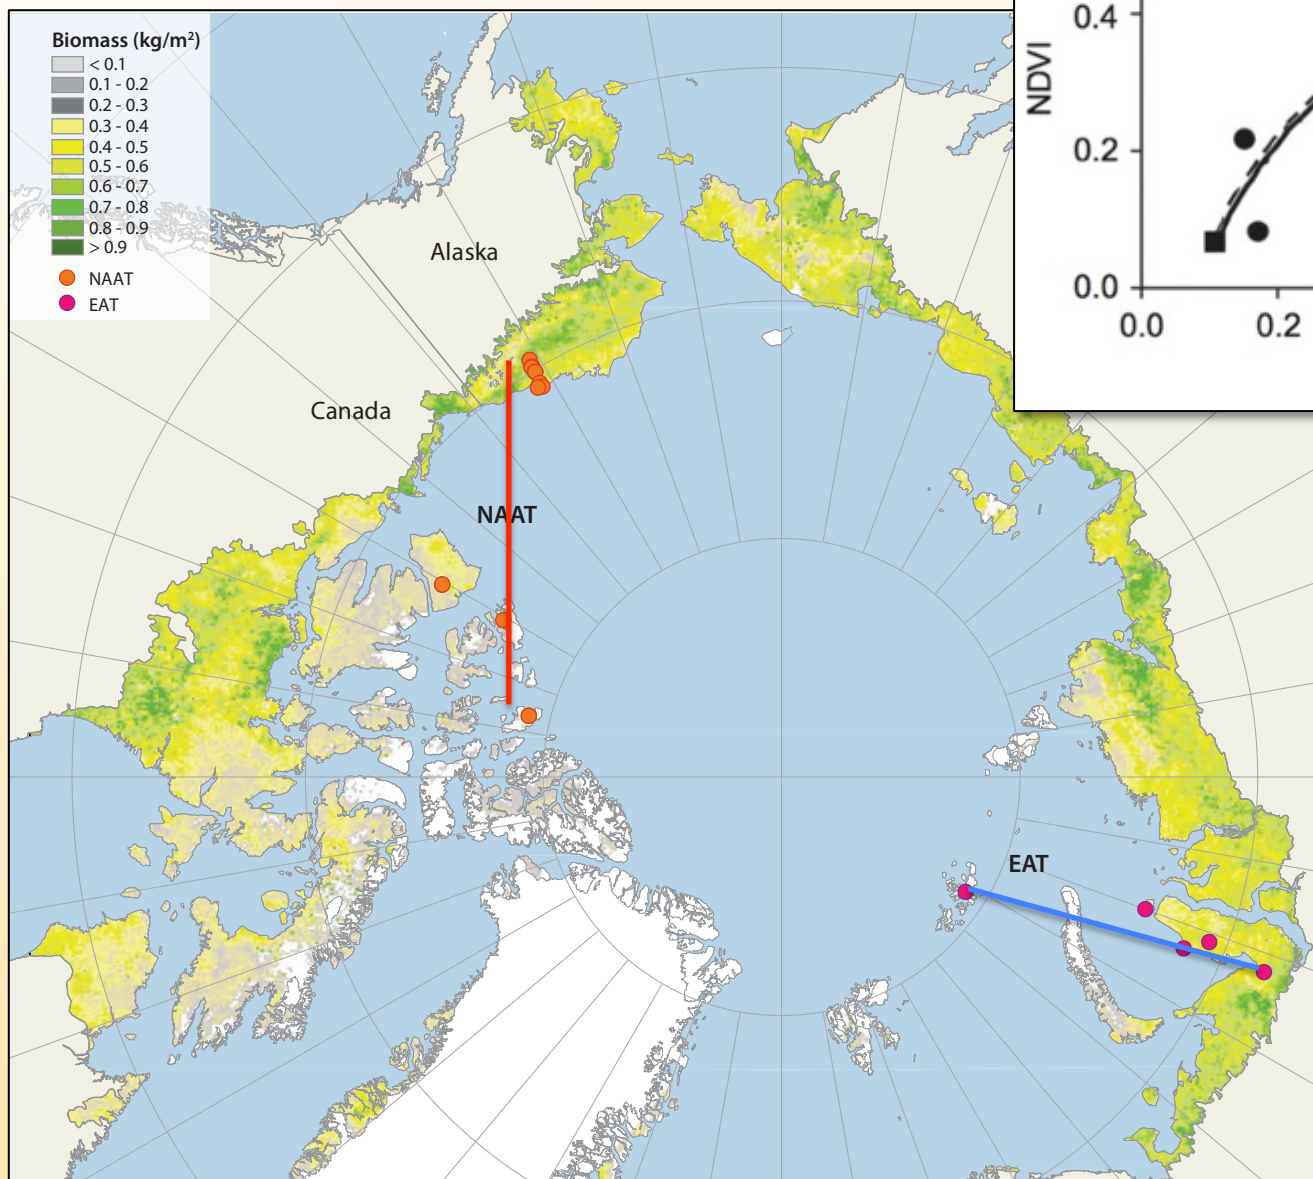 Biomass (kg/m²)
< 0.1
0.1 - 0.2
0.2 - 0.3
0.3 - 0.4
0.4 - 0.5
0.5 - 0.6
0.6 - 0.7
0.7 - 0.8
0.8 - 0.9
> 0.9
NAAT
EAT
Alaska
Canada
NAAT
EAT
NDVI
0.4
0.2
0.0
0.0 0.2